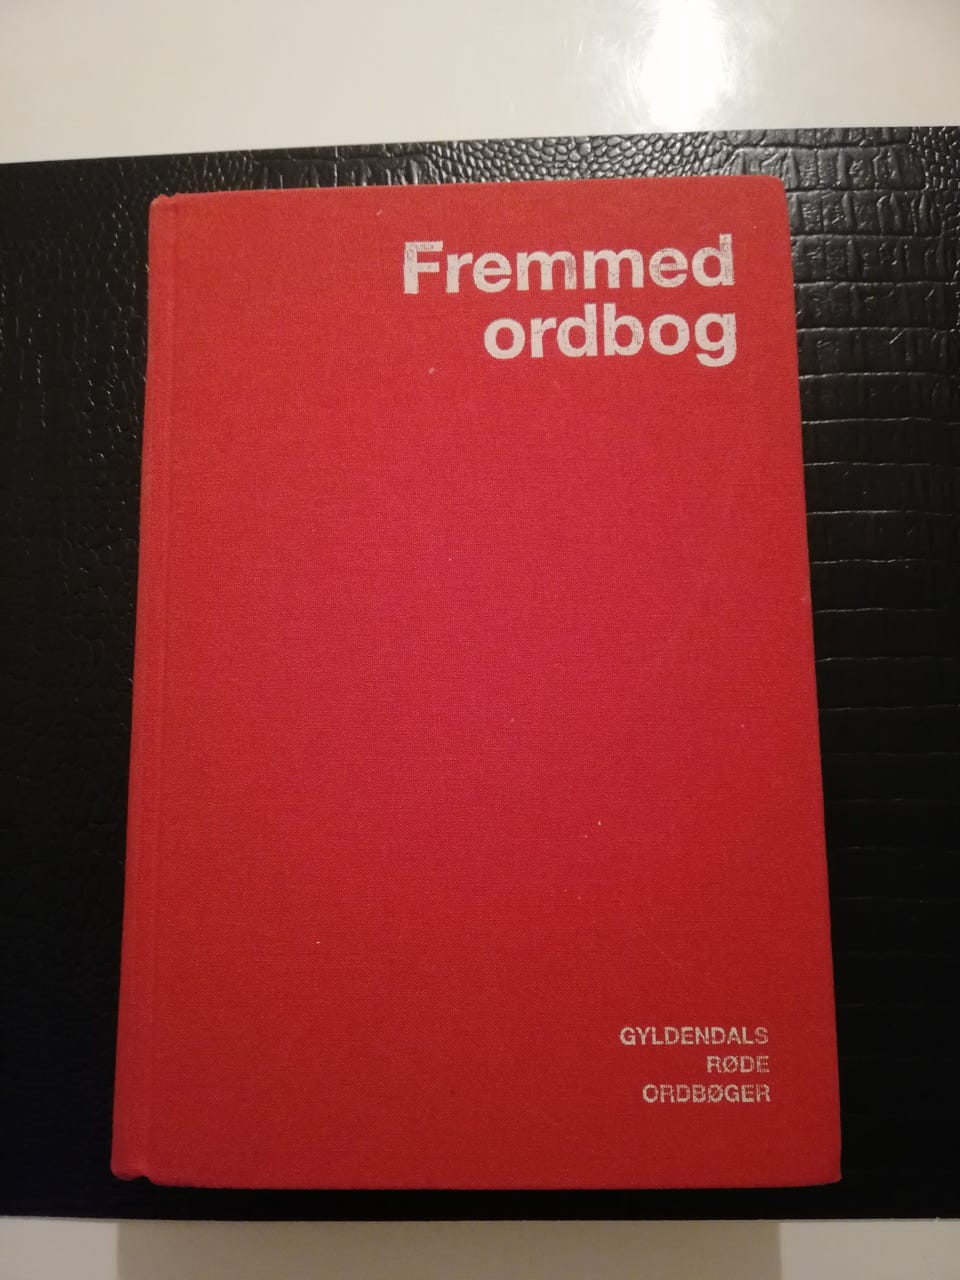 Fremmed
ordbog
GYLDENDALS
RØDE
ORDBØGER